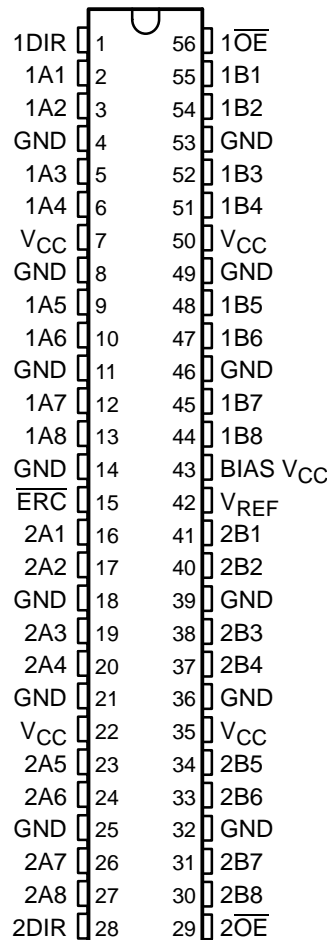 1DIR 1 56 1O̅E̅
1A1 2 55 1B1
1A2 3 54 1B2
GND 4 53 GND
1A3 5 52 1B3
1A4 6 51 1B4
VCC 7 50 VCC
GND 8 49 GND
1A5 9 48 1B5
1A6 10 47 1B6
GND 11 46 GND
1A7 12 45 1B7
1A8 13 44 1B8
GND 14 43 BIAS VCC
E̅R̅C̅ 15 42 VREF
2A1 16 41 2B1
2A2 17 40 2B2
GND 18 39 GND
2A3 19 38 2B3
2A4 20 37 2B4
GND 21 36 GND
VCC 22 35 VCC
2A5 23 34 2B5
2A6 24 33 2B6
GND 25 32 GND
2A7 26 31 2B7
2A8 27 30 2B8
2DIR 28 29 2O̅E̅